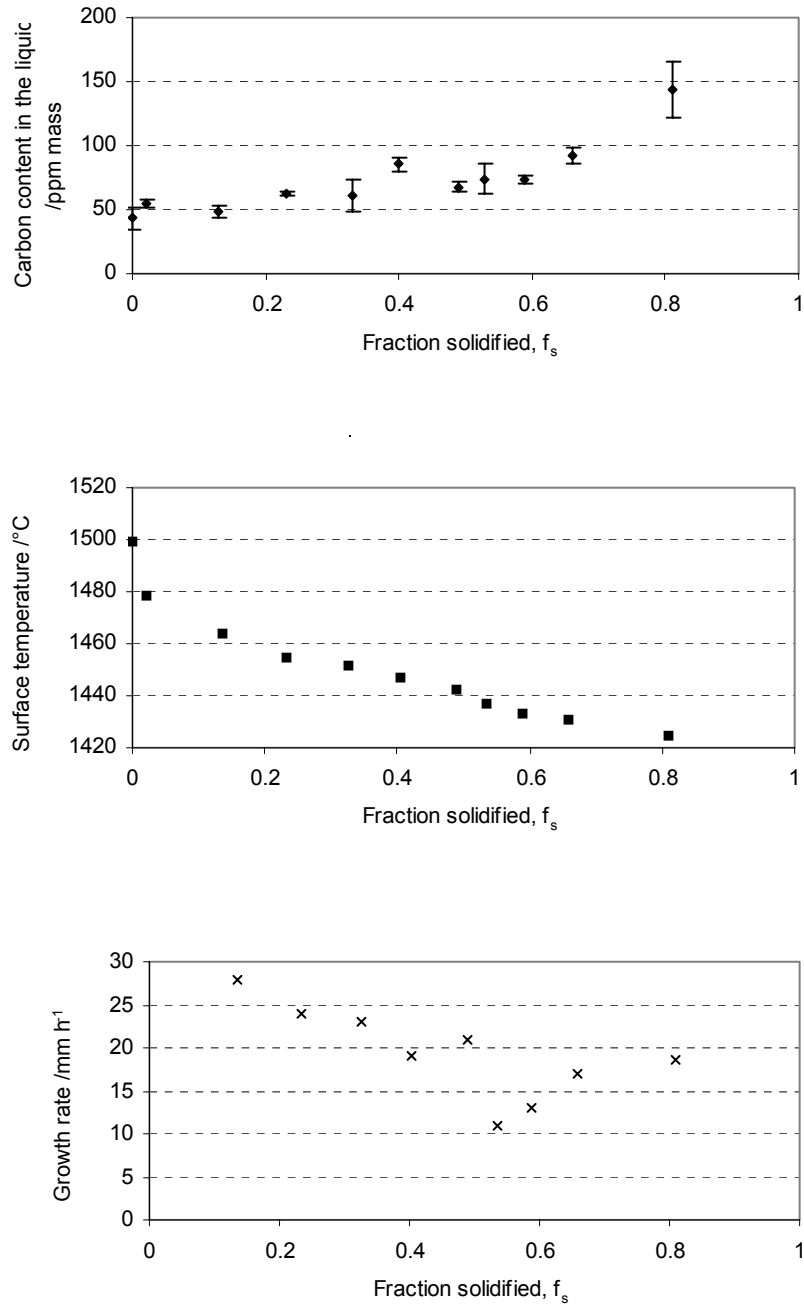 Carbon content in the liquid
/ppm mass
200
150
100
50
0
0 0.2 0.4 0.6 0.8 1
Fraction solidified, fs
Surface temperature /°C
1520
1500
1480
1460
1440
1420
0 0.2 0.4 0.6 0.8 1
Fraction solidified, fs
Growth rate /mm h-1
30
25
20
15
10
5
0
0 0.2 0.4 0.6 0.8 1
Fraction solidified, fs